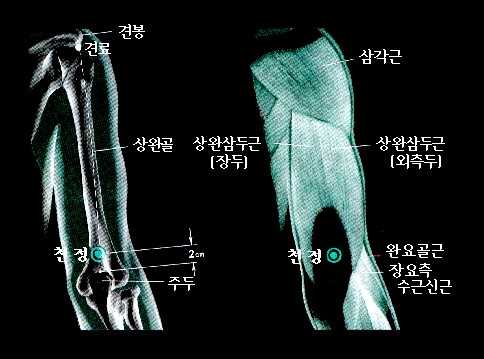 견봉
견료
상완골
천 정
2cm
주두
삼각근
상완삼두근
(장두)
상완삼두근
(외측두)
천 정
완요골근
장요측
수근신근